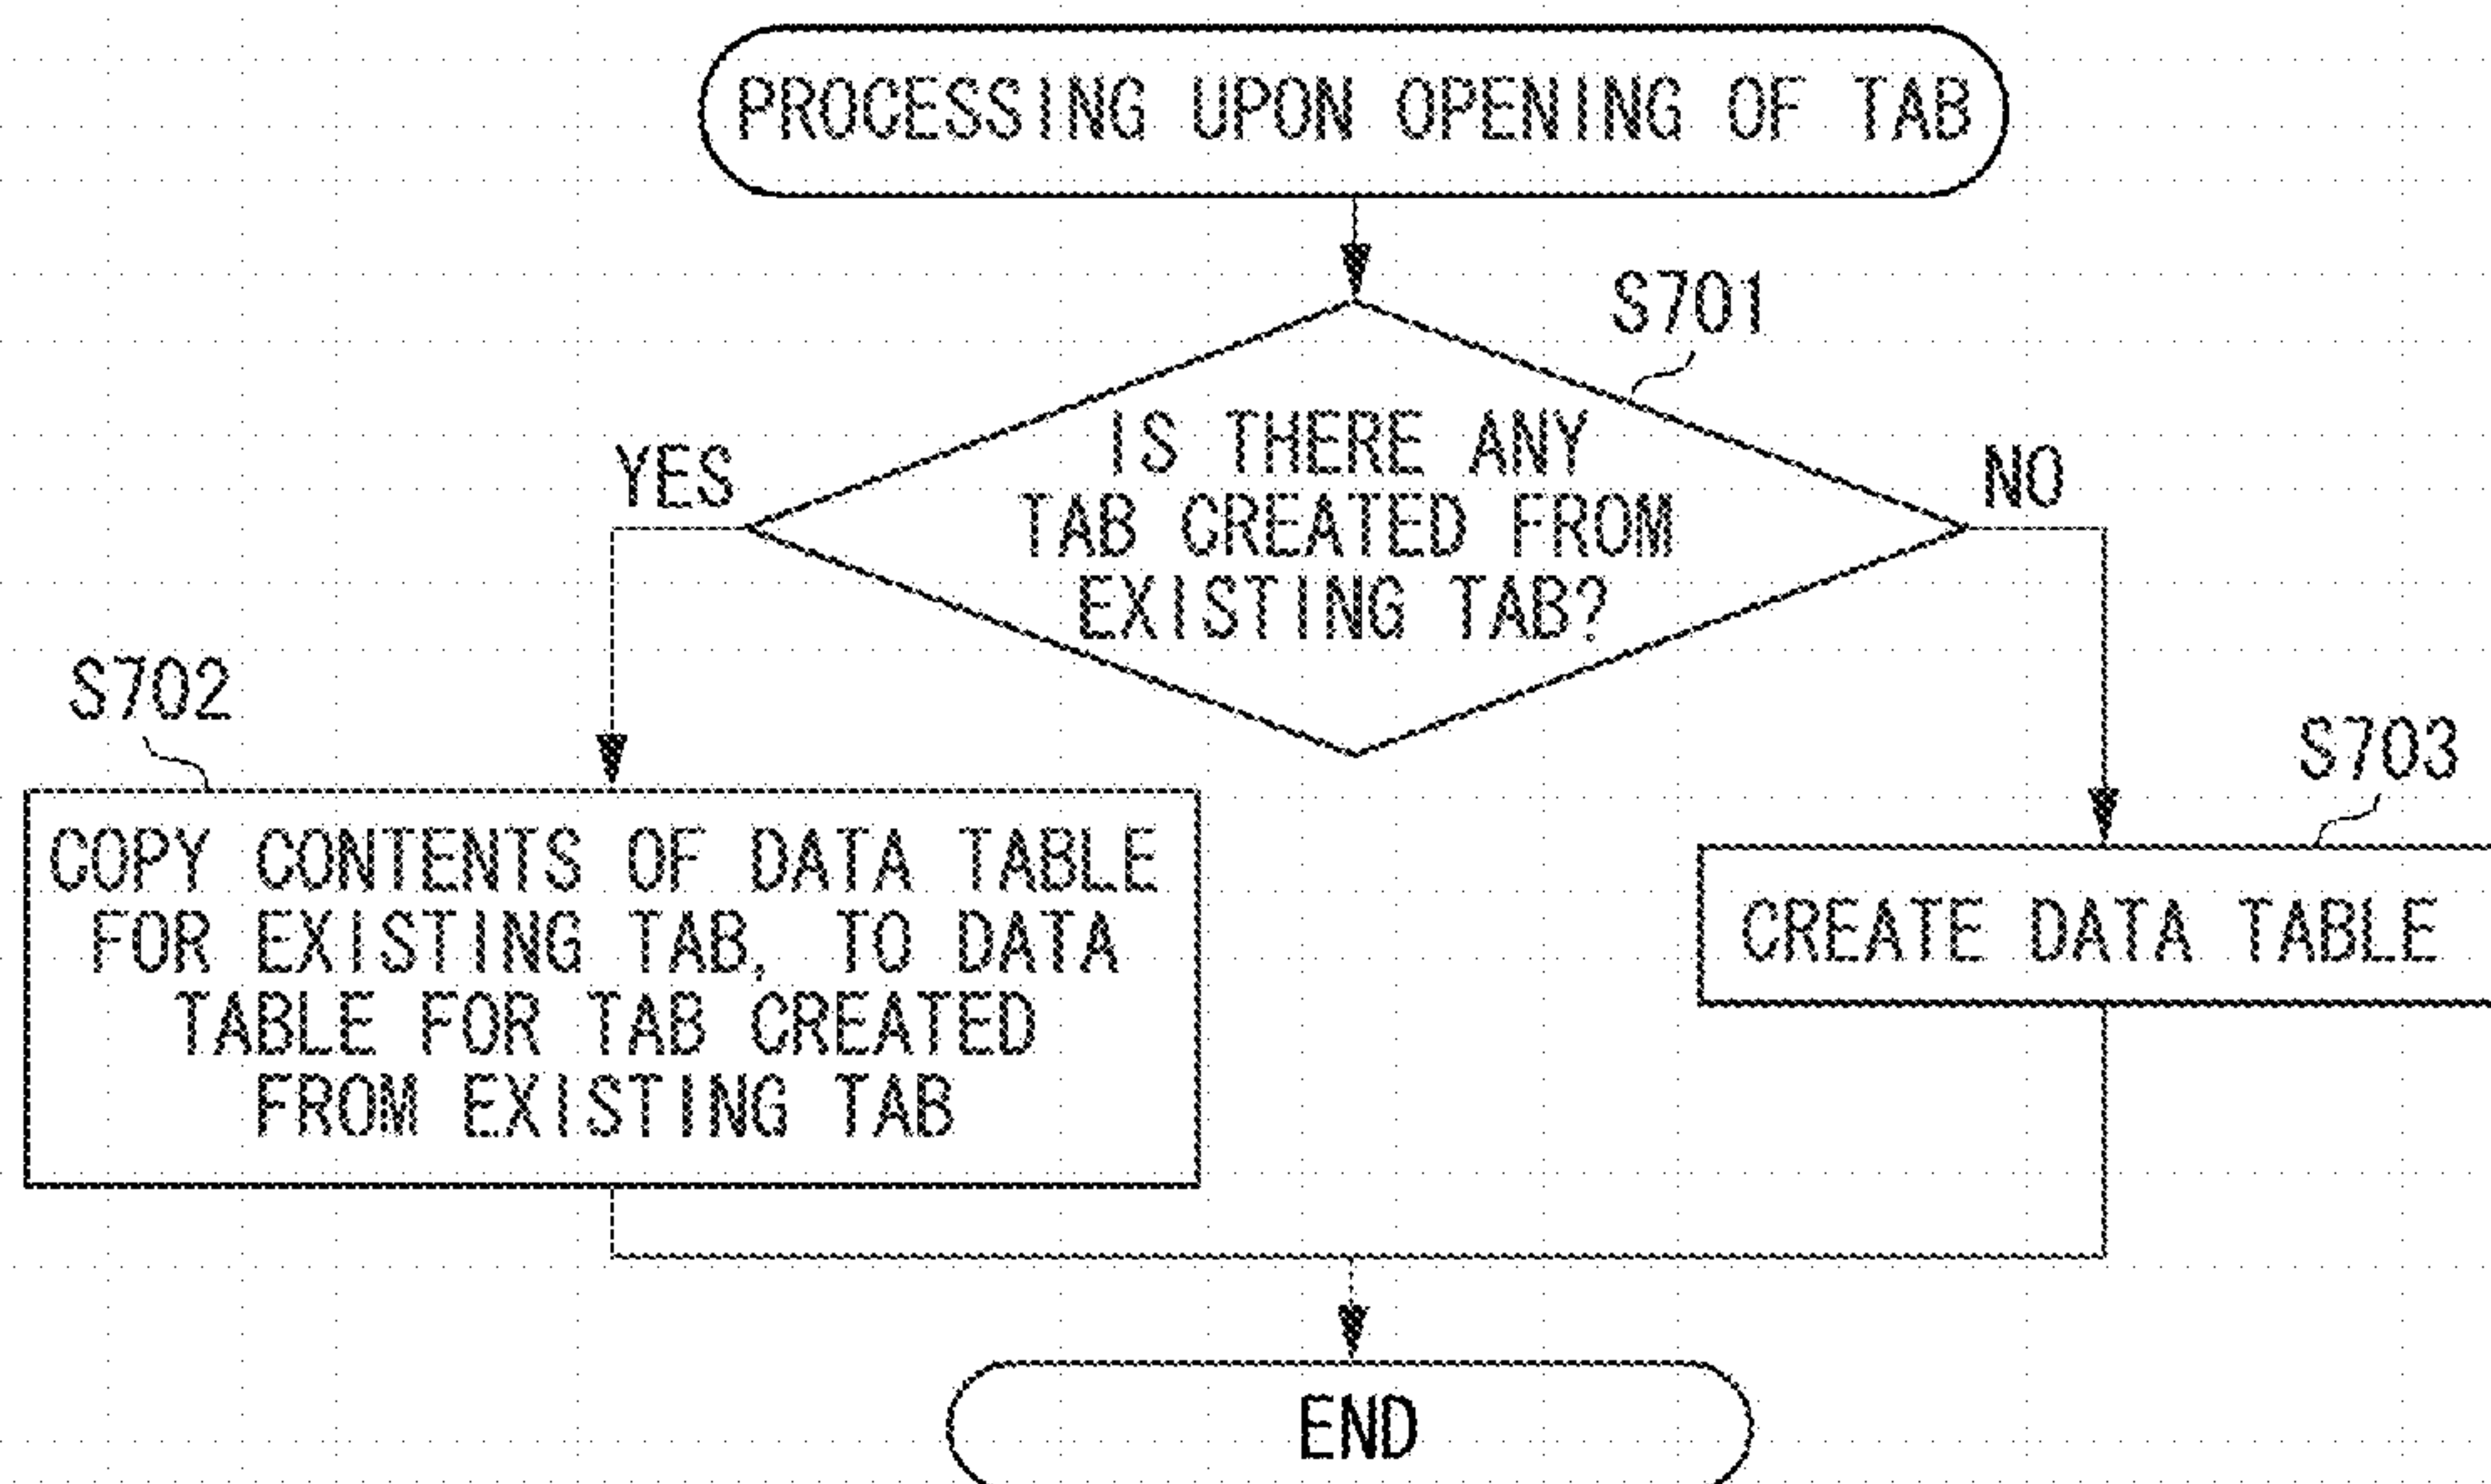 PROCESSING UPON OPENING OF TAB
S701
IS THERE ANY
TAB CREATED FROM
EXISTING TAB?
YES
NO
S702
COPY CONTENTS OF DATA TABLE
FOR EXISTING TAB, TO DATA
TABLE FOR TAB CREATED
FROM EXISTING TAB
S703
CREATE DATA TABLE
END